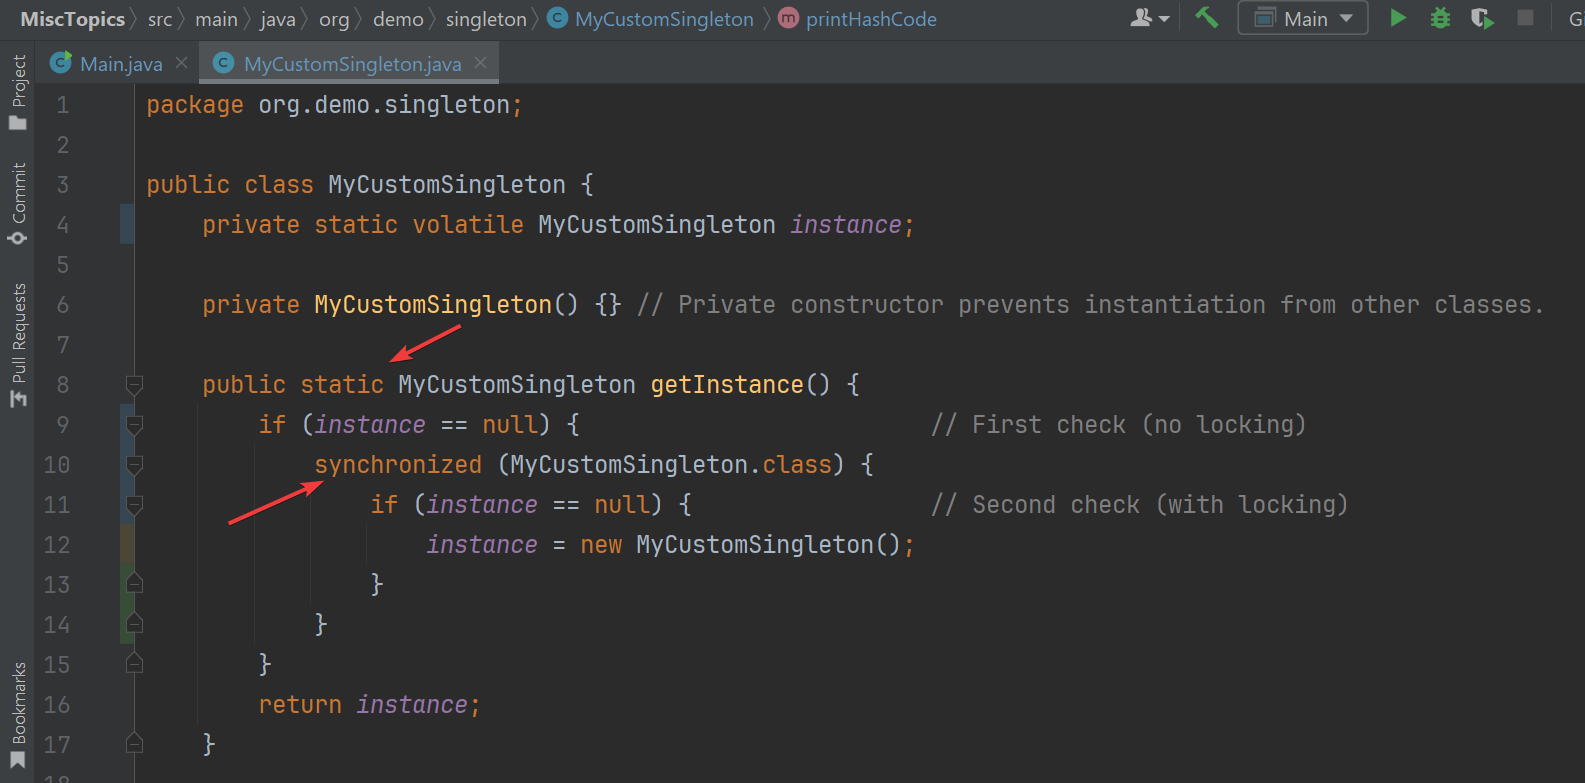 MiscTopics src main java org demo singleton MyCustomSingleton printHashCode Main
Main.java MyCustomSingleton.java
Project
Commit
Pull Requests
Bookmarks
1 package org.demo.singleton;
2
3 public class MyCustomSingleton {
4 private static volatile MyCustomSingleton instance;
5
6 private MyCustomSingleton() {} // Private constructor prevents instantiation from other classes.
7
8 public static MyCustomSingleton getInstance() {
9 if (instance == null) { // First check (no locking)
10 synchronized (MyCustomSingleton.class) {
11 if (instance == null) { // Second check (with locking)
12 instance = new MyCustomSingleton();
13 }
14 }
15 }
16 return instance;
17 }
18